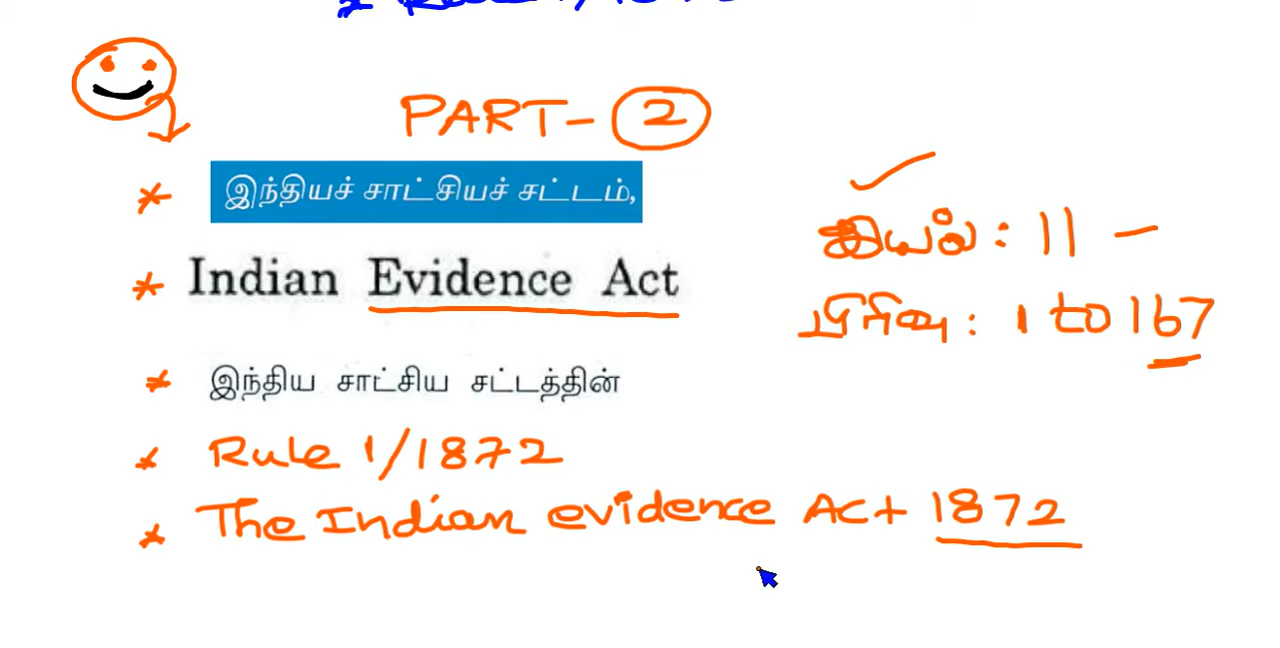 PART - 2
* இந்தியச் சாட்சியச் சட்டம்,
* Indian Evidence Act
* இந்திய சாட்சிய சட்டத்தின்
* Rule 1/1872
* The Indian evidence Act 1872
இயல் : 11 -
பிரிவு : 1 to 167